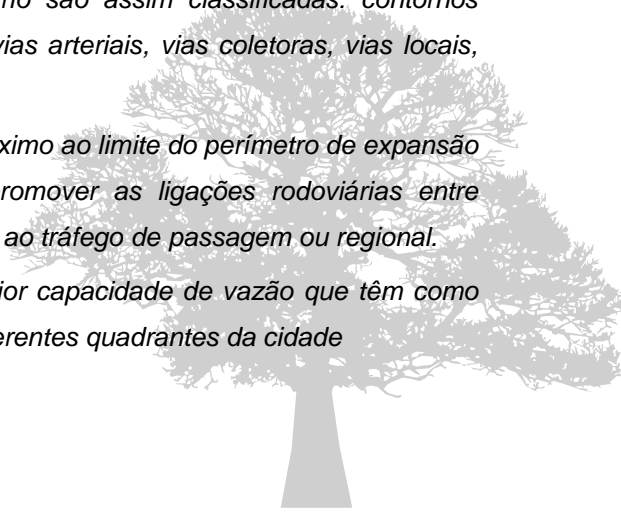 mo são assim classificadas: contornos
vias arteriais, vias coletoras, vias locais,
ximo ao limite do perímetro de expansão
romover as ligações rodoviárias entre
ao tráfego de passagem ou regional.
ior capacidade de vazão que têm como
erentes quadrantes da cidade